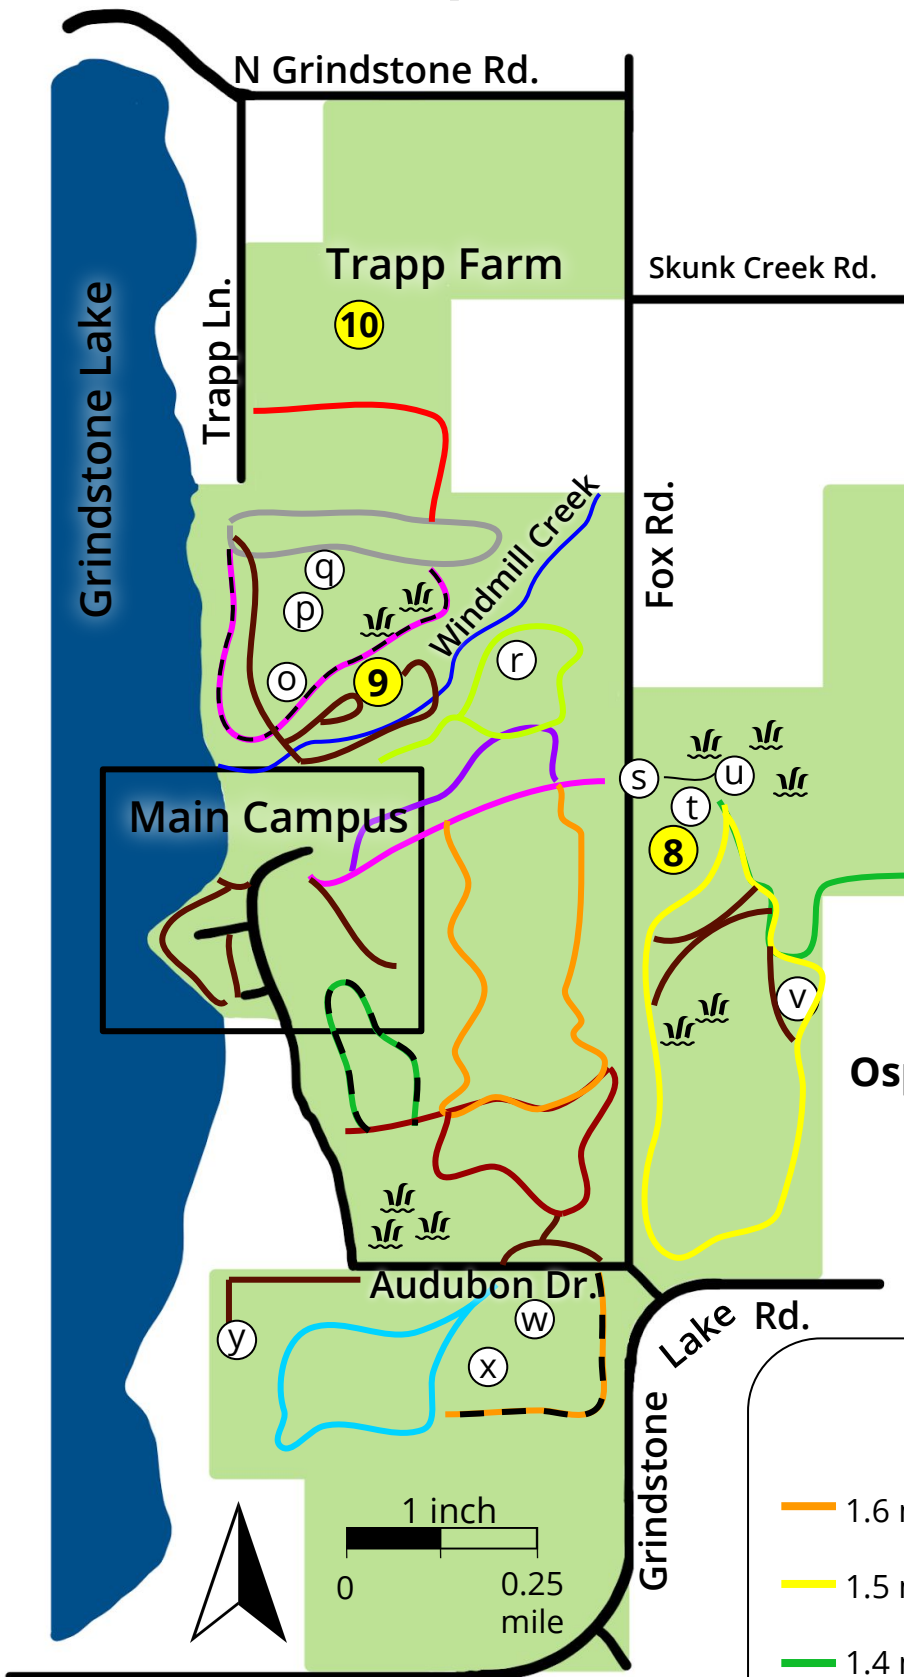 N Grindstone Rd.
Trapp Farm
Skunk Creek Rd.
10
Trapp Ln.
Grindstone Lake
Windmill Creek
Fox Rd.
q
p
o
9
r
s
u
t
8
Main Campus
v
Os
Audubon Dr.
w
x
y
Lake Rd.
Grindstone
1 inch
0
0.25
mile
1.6
1.5
1.4